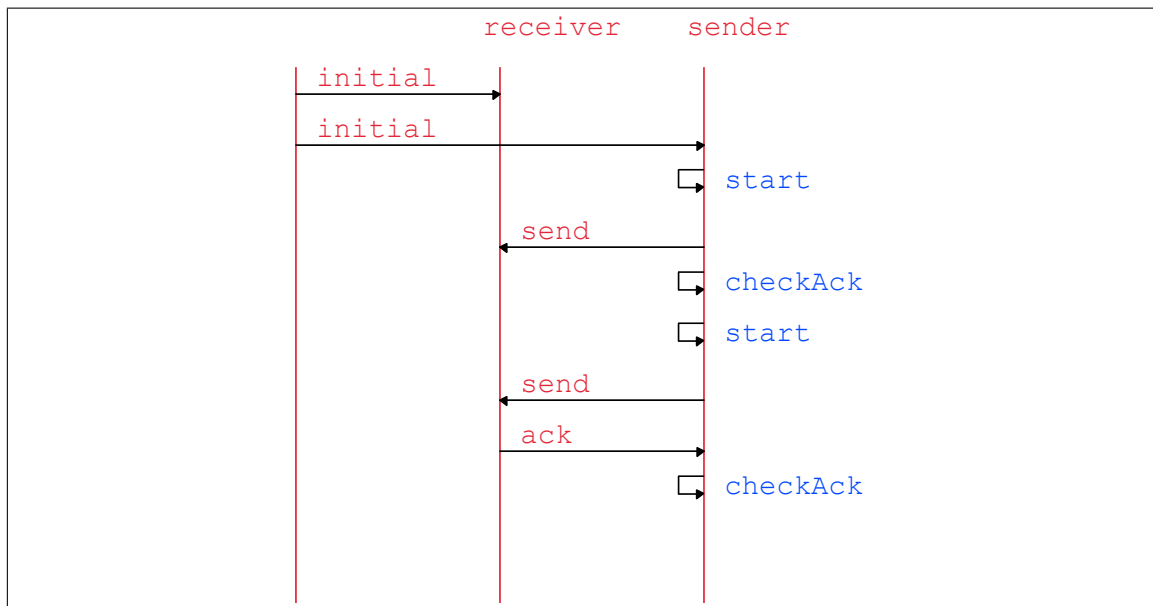 receiver sender
initial
initial
start
send
checkAck
start
send
ack
checkAck